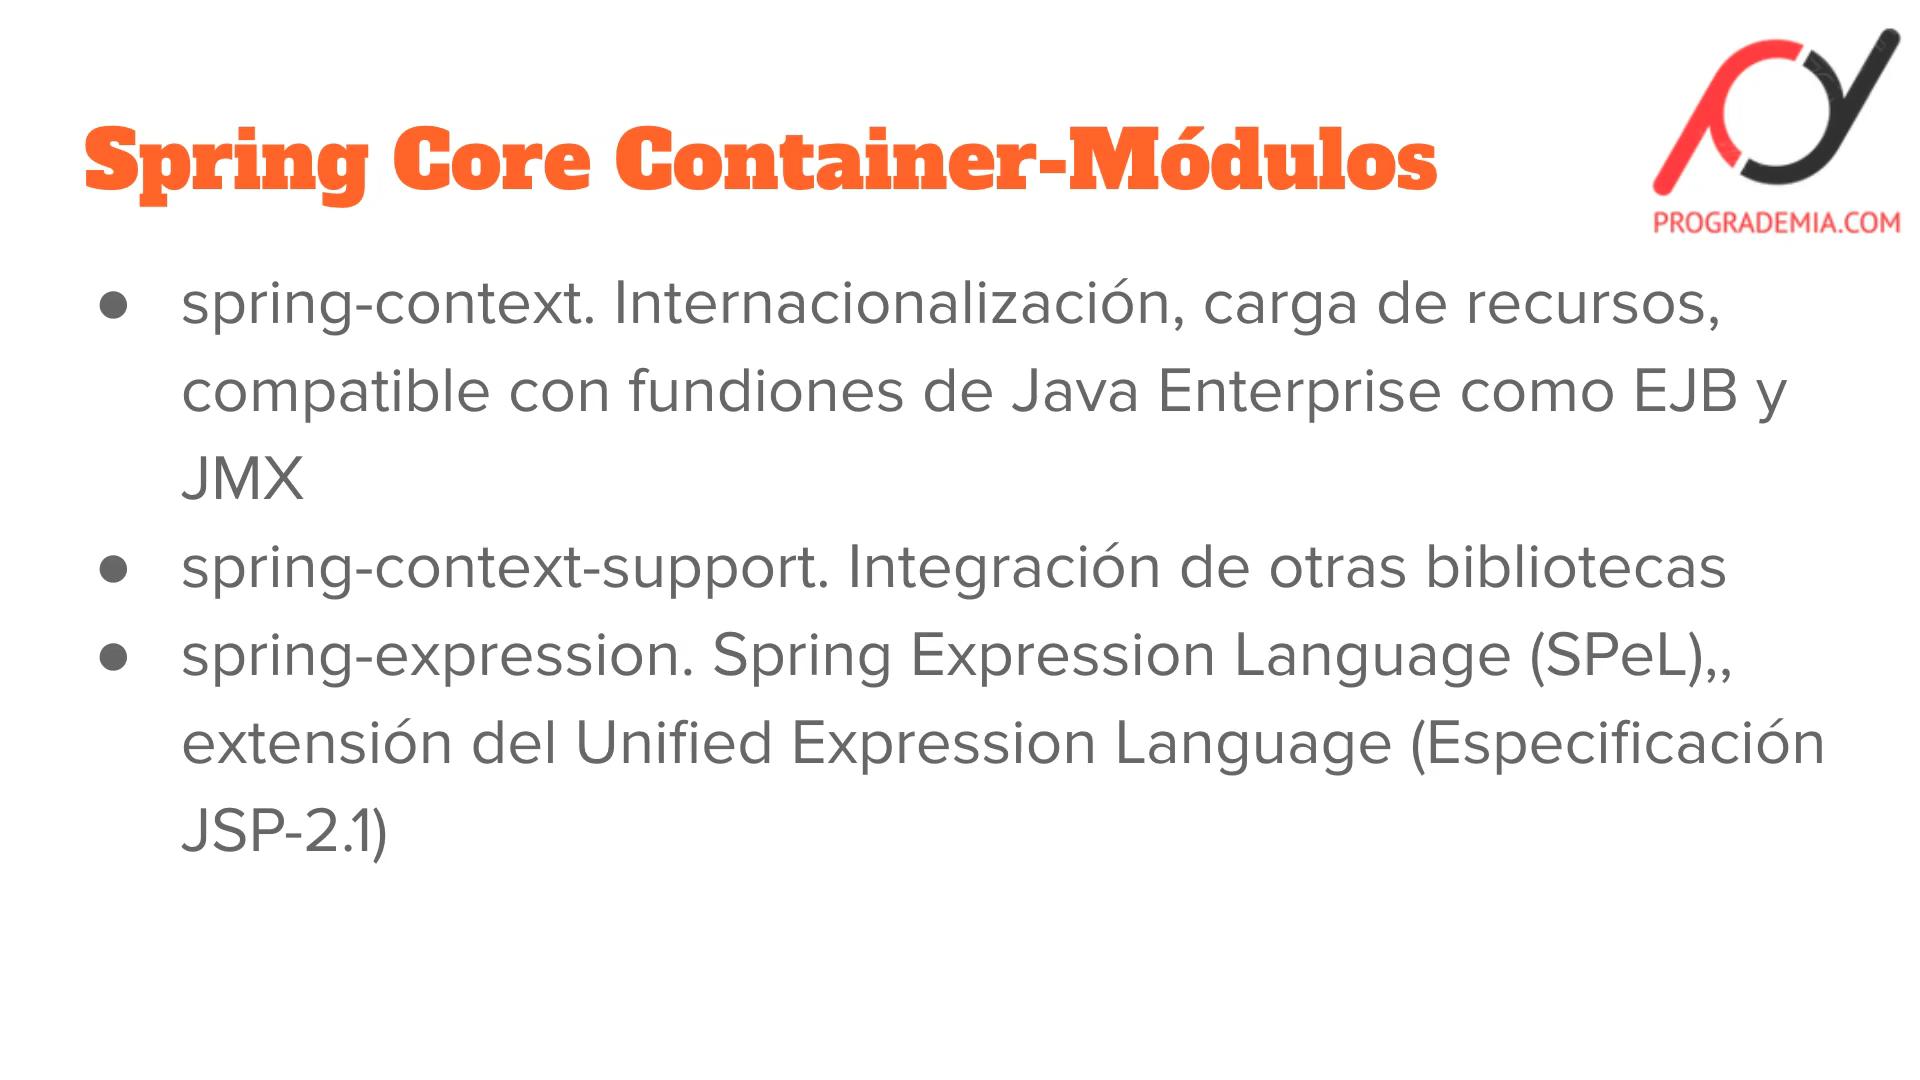 Spring Core Container-Módulos
PROGRADEMIA.COM
● spring-context. Internacionalización, carga de recursos,
compatible con fundiones de Java Enterprise como EJB y
JMX
● spring-context-support. Integración de otras bibliotecas
● spring-expression. Spring Expression Language (SPeL),,
extensión del Unified Expression Language (Especificación
JSP-2.1)